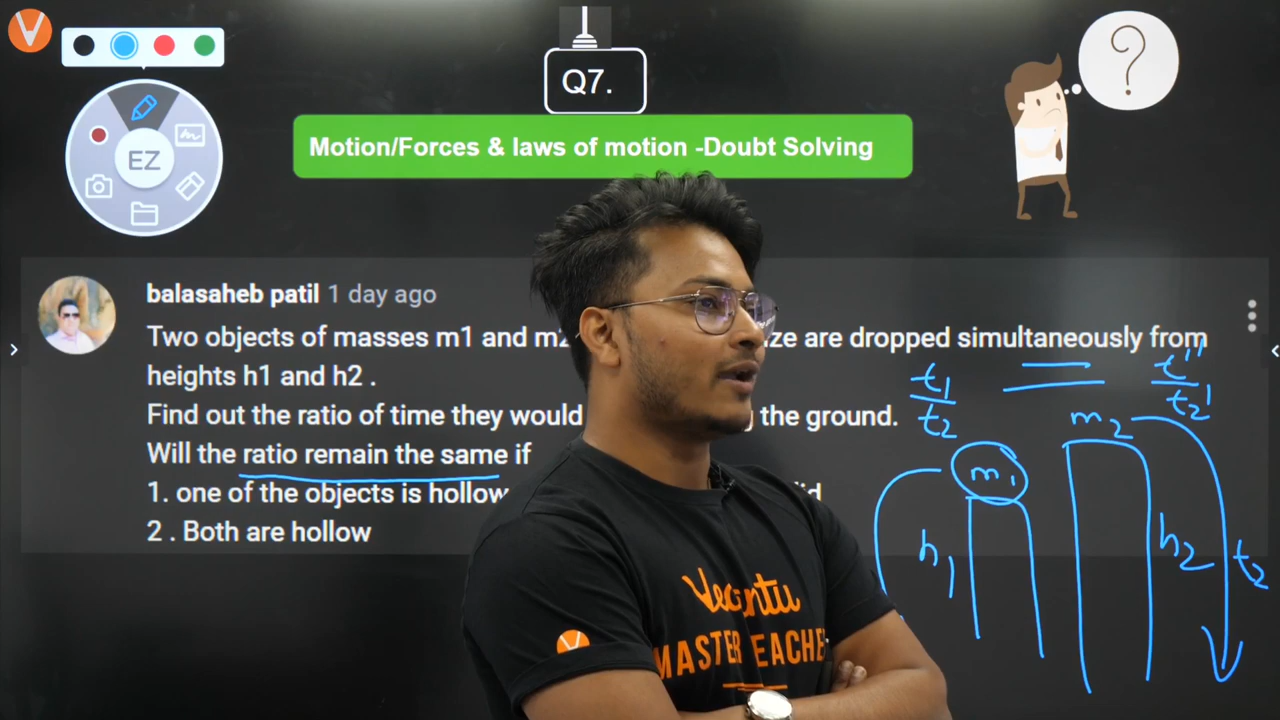 Q7.
EZ
Motion/Forces & laws of motion -Doubt Solving
?
balasaheb patil 1 day ago
Two objects of masses m1 and are dropped simultaneously from
heights h1 and h2 .
Find out the ratio of time they would the ground.
Will the ratio remain the same if
1. one of the objects is hollow
2 . Both are hollow
t1/t2
t''/t2'
m1
m2
h1
h2
t2
Vedantu
MASTER TEACHER